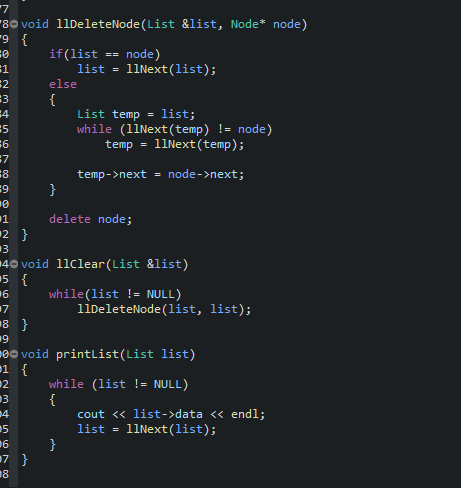 77
78 void llDeleteNode(List &list, Node* node)
79 {
80     if(list == node)
81         list = llNext(list);
82     else
83     {
84         List temp = list;
85         while (llNext(temp) != node)
86             temp = llNext(temp);
87
88         temp->next = node->next;
89     }
90
91     delete node;
92 }
93
94 void llClear(List &list)
95 {
96     while(list != NULL)
97         llDeleteNode(list, list);
98 }
99
00 void printList(List list)
01 {
02     while (list != NULL)
03     {
04         cout << list->data << endl;
05         list = llNext(list);
06     }
07 }
08